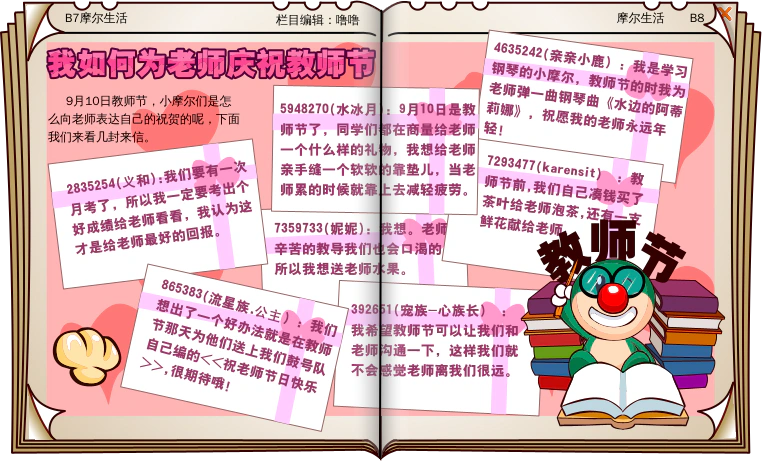 B7摩尔生活
栏目编辑：噜噜
摩尔生活
B8
我如何为老师庆祝教师节
9月10日教师节，小摩尔们是怎
么向老师表达自己的祝贺的呢，下面
我们来看几封来信。
2835254(义和):我们要有一次
月考了，所以我一定要考出个
好成绩给老师看看，我认为这
才是给老师最好的回报。
5948270(水冰月)：9月10日是教
师节了，同学们都在商量给老师
一个什么样的礼物，我想给老师
亲手缝一个软软的靠垫儿，当老
师累的时候就靠上去减轻疲劳。
4635242(亲亲小鹿)：我是学习
钢琴的小摩尔，教师节的时我为
老师弹一曲钢琴曲《水边的阿蒂
莉娜》，祝愿我的老师永远年
轻！
7293477(karensit) ：教
师节前,我们自己凑钱买了
茶叶给老师泡茶,还有一支
鲜花献给老师
7359733(妮妮)：我想。老师
辛苦的教导我们也会口渴的
所以我想送老师水果。
865383(流星族.公主)：我们
想出了一个好办法就是在教师
节那天为他们送上我们鼓号队
自己编的<<祝老师节日快乐
>>,很期待哦!
392651(宠族—心族长)：
我希望教师节可以让我们和
老师沟通一下，这样我们就
不会感觉老师离我们很远。
教师节